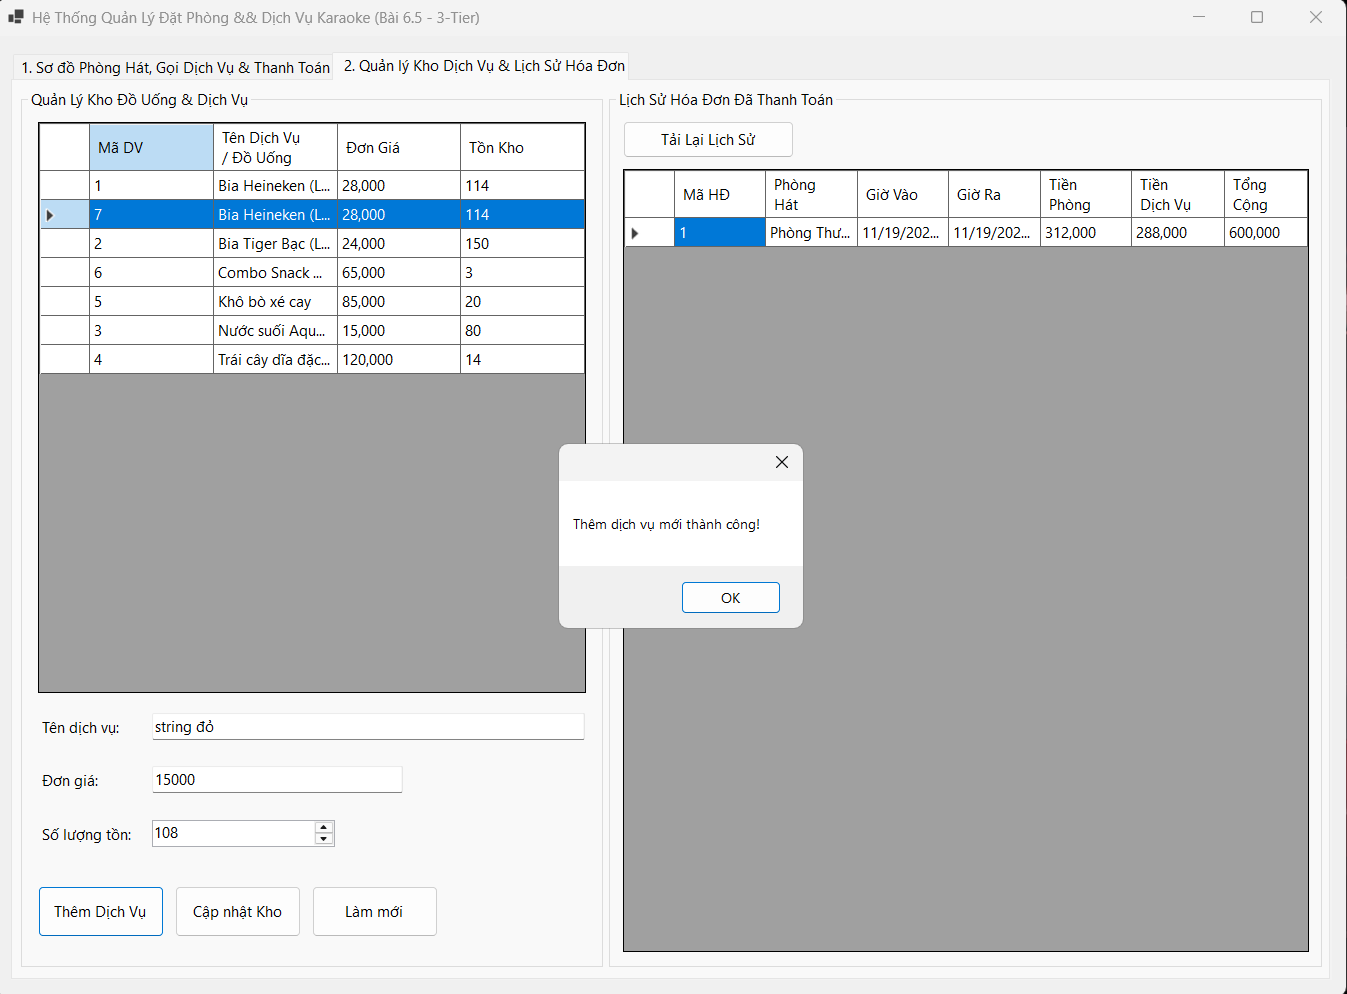 Hệ Thống Quản Lý Đặt Phòng && Dịch Vụ Karaoke (Bài 6.5 - 3-Tier)
1. Sơ đồ Phòng Hát, Gọi Dịch Vụ & Thanh Toán
2. Quản lý Kho Dịch Vụ & Lịch Sử Hóa Đơn
Quản Lý Kho Đồ Uống & Dịch Vụ
Mã DV
Tên Dịch Vụ
/ Đồ Uống
Đơn Giá
Tồn Kho
1 Bia Heineken (L... 28,000 114
7 Bia Heineken (L... 28,000 114
2 Bia Tiger Bạc (L... 24,000 150
6 Combo Snack ... 65,000 3
5 Khô bò xé cay 85,000 20
3 Nước suối Aqu... 15,000 80
4 Trái cây dĩa đặc... 120,000 14
Tên dịch vụ: string đỏ
Đơn giá: 15000
Số lượng tồn: 108
Thêm Dịch Vụ
Cập nhật Kho
Làm mới
Lịch Sử Hóa Đơn Đã Thanh Toán
Tải Lại Lịch Sử
Mã HĐ
Phòng
Hát
Giờ Vào
Giờ Ra
Tiền
Phòng
Tiền
Dịch Vụ
Tổng
Cộng
1 Phòng Thư... 11/19/202... 11/19/202... 312,000 288,000 600,000
Thêm dịch vụ mới thành công!
OK